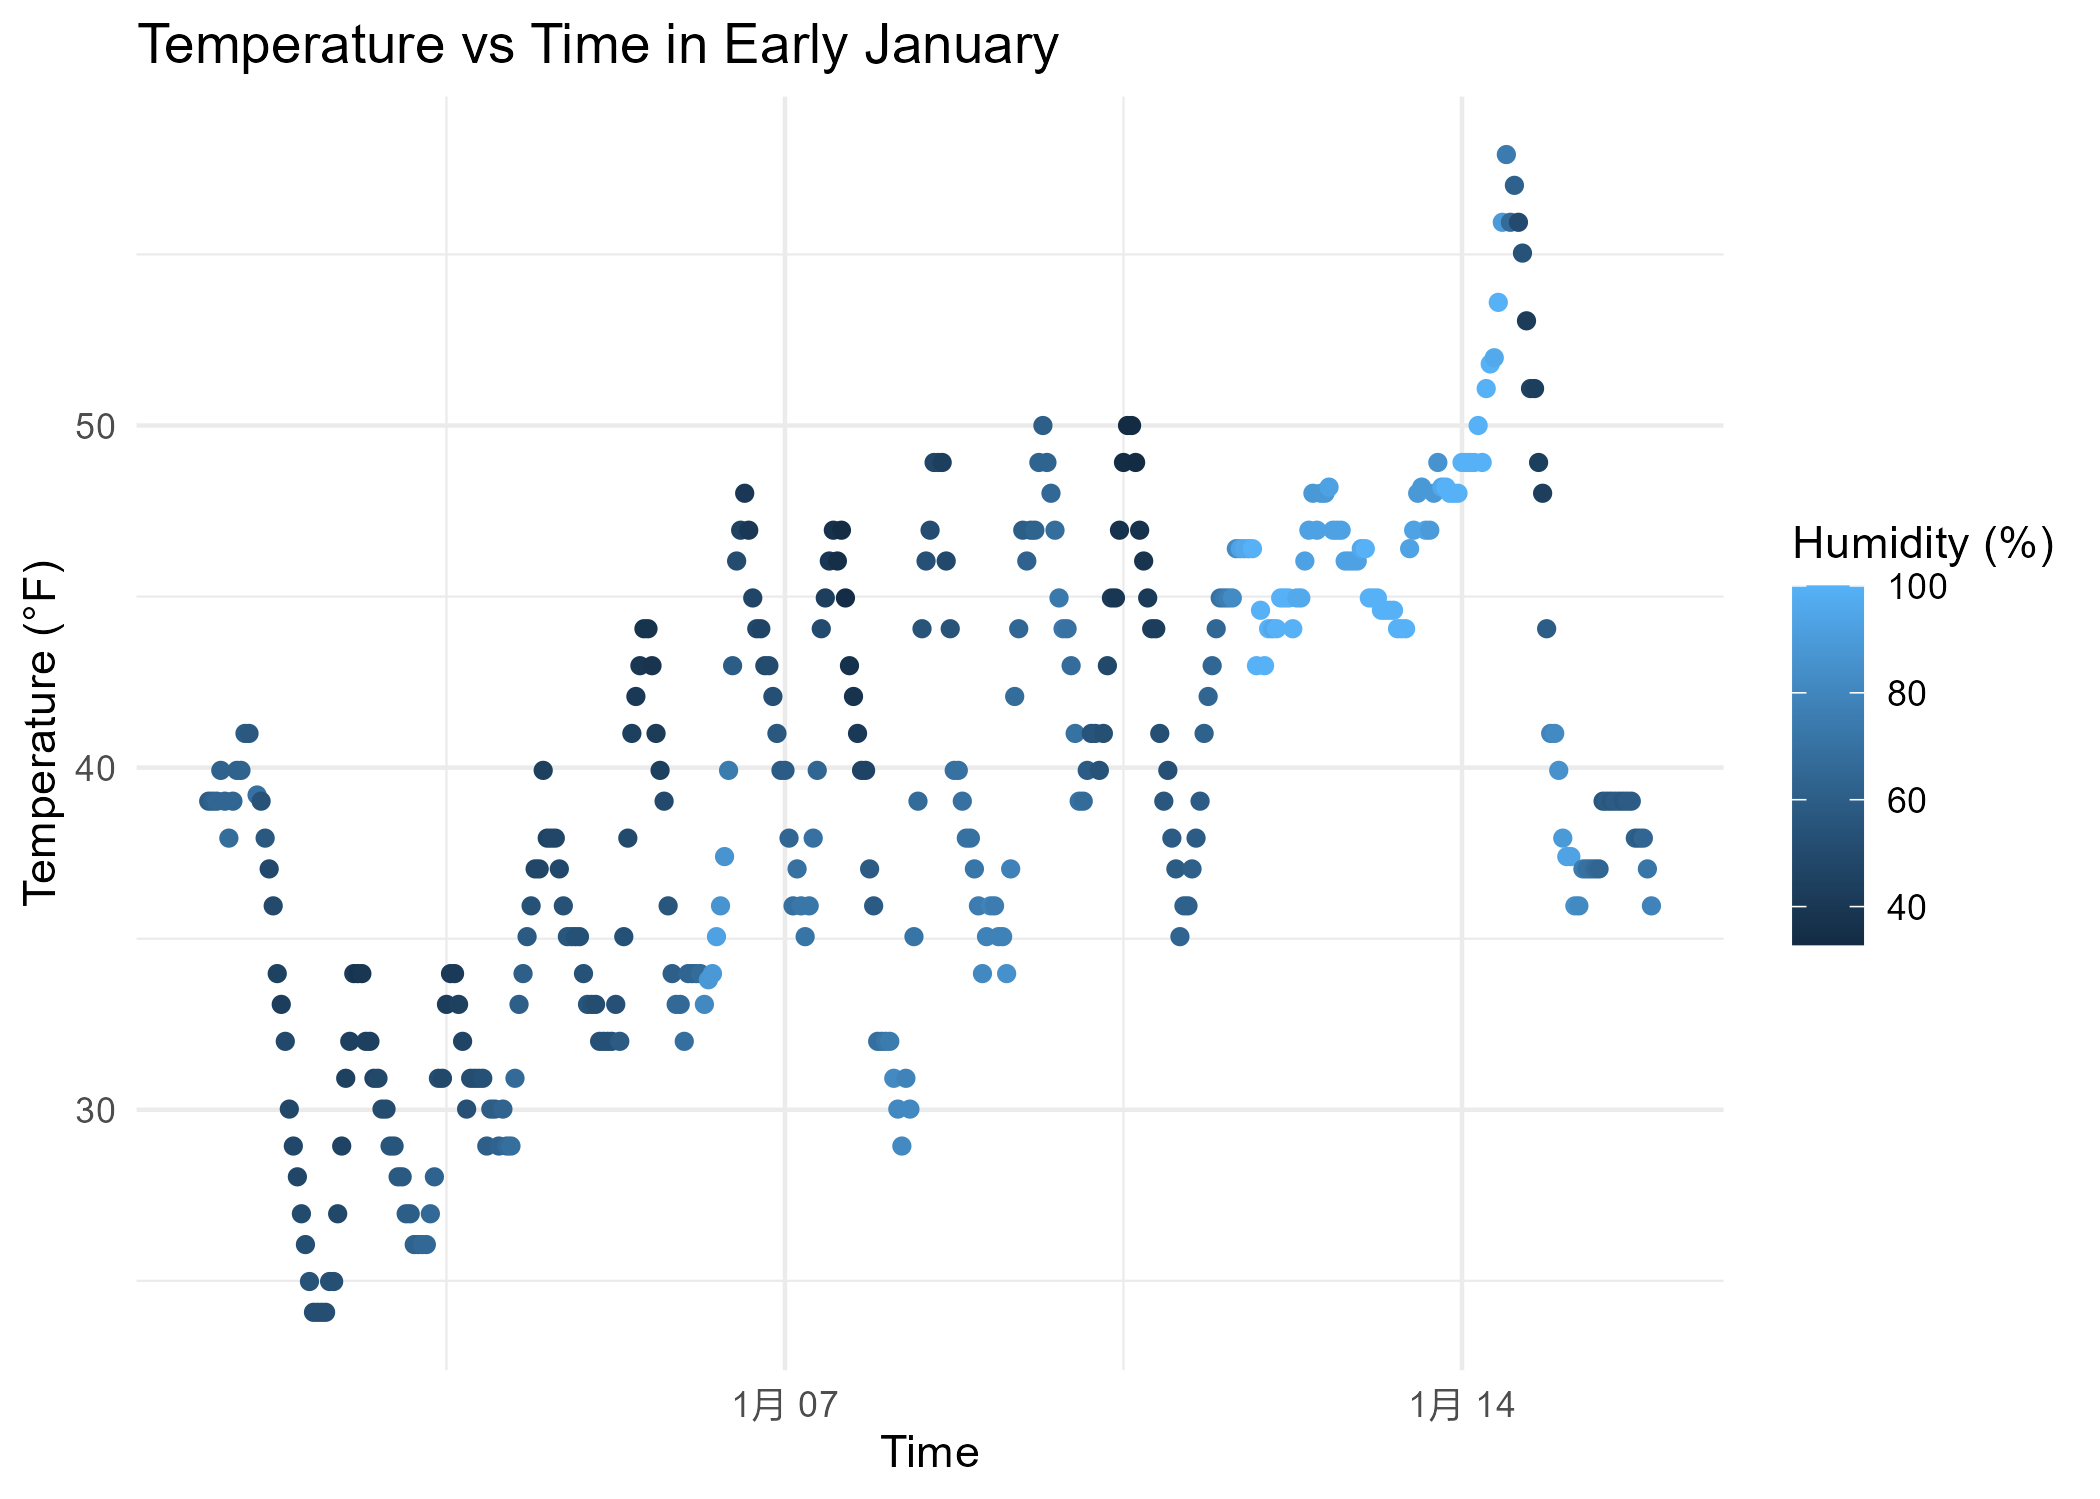 Temperature vs Time in Early January
Temperature (°F)
50
40
30
1月 07
1月 14
Time
Humidity (%)
100
80
60
40